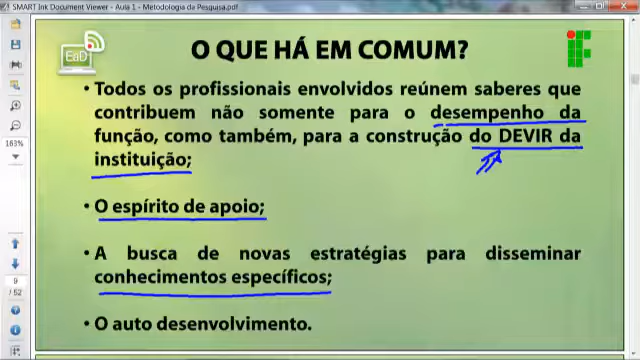 SMART Ink Document Viewer - Aula 1 - Metodologia da Pesquisa.pdf
EaD
O QUE HÁ EM COMUM?
• Todos os profissionais envolvidos reúnem saberes que
contribuem não somente para o desempenho da
função, como também, para a construção do DEVIR da
instituição;
• O espírito de apoio;
• A busca de novas estratégias para disseminar
conhecimentos específicos;
• O auto desenvolvimento.
163%
9
/ 52